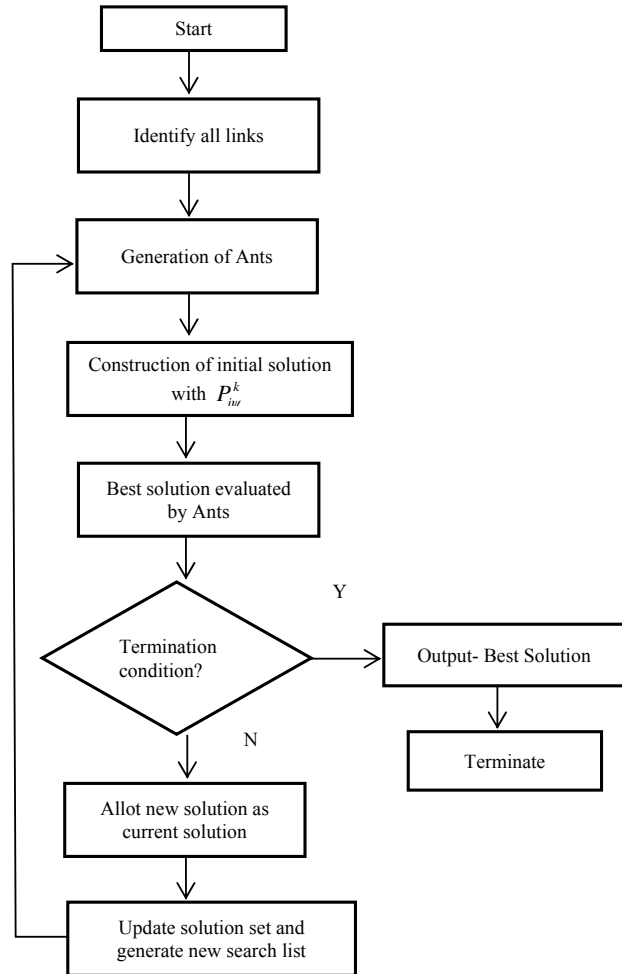 Start
Identify all links
Generation of Ants
Construction of initial solution
with P
Best solution evaluated
by Ants
Termination
condition?
Y
Output- Best Solution
Terminate
N
Allot new solution as
current solution
Update solution set and
generate new search list